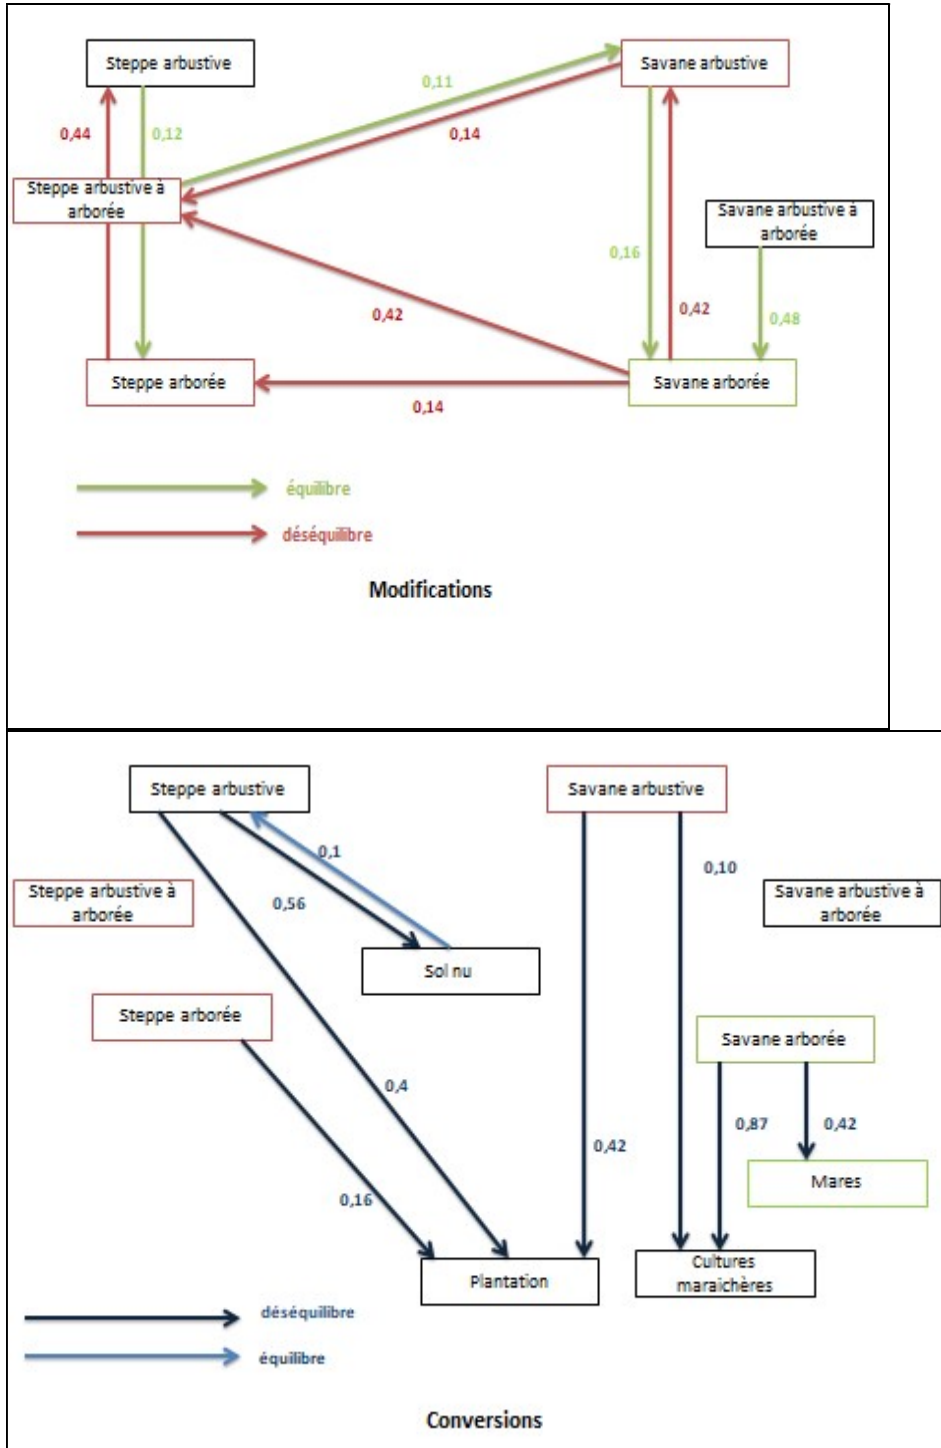 Steppe arbustive
Savane arbustive
0,11
0,44
0,12
0,14
Steppe arbustive à
arborée
Savane arbustive à
arborée
0,16
0,42
0,42
0,48
Steppe arborée
Savane arborée
0,14
équilibre
déséquilibre
Modifications
Steppe arbustive
Savane arbustive
0,1
0,10
Steppe arbustive à
arborée
0,56
Savane arbustive à
arborée
Sol nu
Steppe arborée
Savane arborée
0,4
0,87
0,42
0,42
Mares
0,16
Plantation
Cultures
maraichères
déséquilibre
équilibre
Conversions